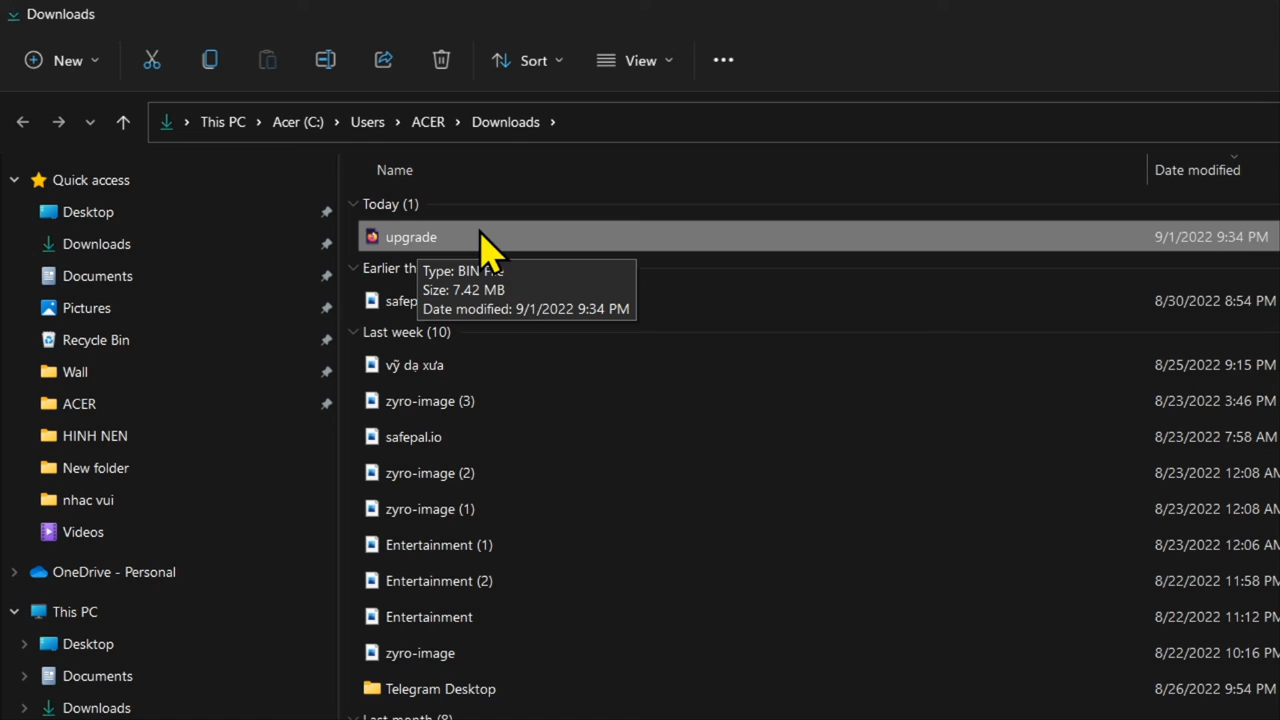 Downloads
New
Sort
View
This PC
Acer (C:)
Users
ACER
Downloads
Name
Date modified
Quick access
Desktop
Downloads
Documents
Pictures
Recycle Bin
Wall
ACER
HINH NEN
New folder
nhac vui
Videos
OneDrive - Personal
This PC
Desktop
Documents
Downloads
Today (1)
upgrade 9/1/2022 9:34 PM
Type: BIN
Size: 7.42 MB
Date modified: 9/1/2022 9:34 PM
Earlier
8/30/2022 8:54 PM
Last week (10)
vỹ dạ xưa 8/25/2022 9:15 PM
zyro-image (3) 8/23/2022 3:46 PM
safepal.io 8/23/2022 7:58 AM
zyro-image (2) 8/23/2022 12:08 AM
zyro-image (1) 8/23/2022 12:08 AM
Entertainment (1) 8/23/2022 12:06 AM
Entertainment (2) 8/22/2022 11:58 PM
Entertainment 8/22/2022 11:12 PM
zyro-image 8/22/2022 10:16 PM
Telegram Desktop 8/26/2022 9:54 PM
Last month (8)